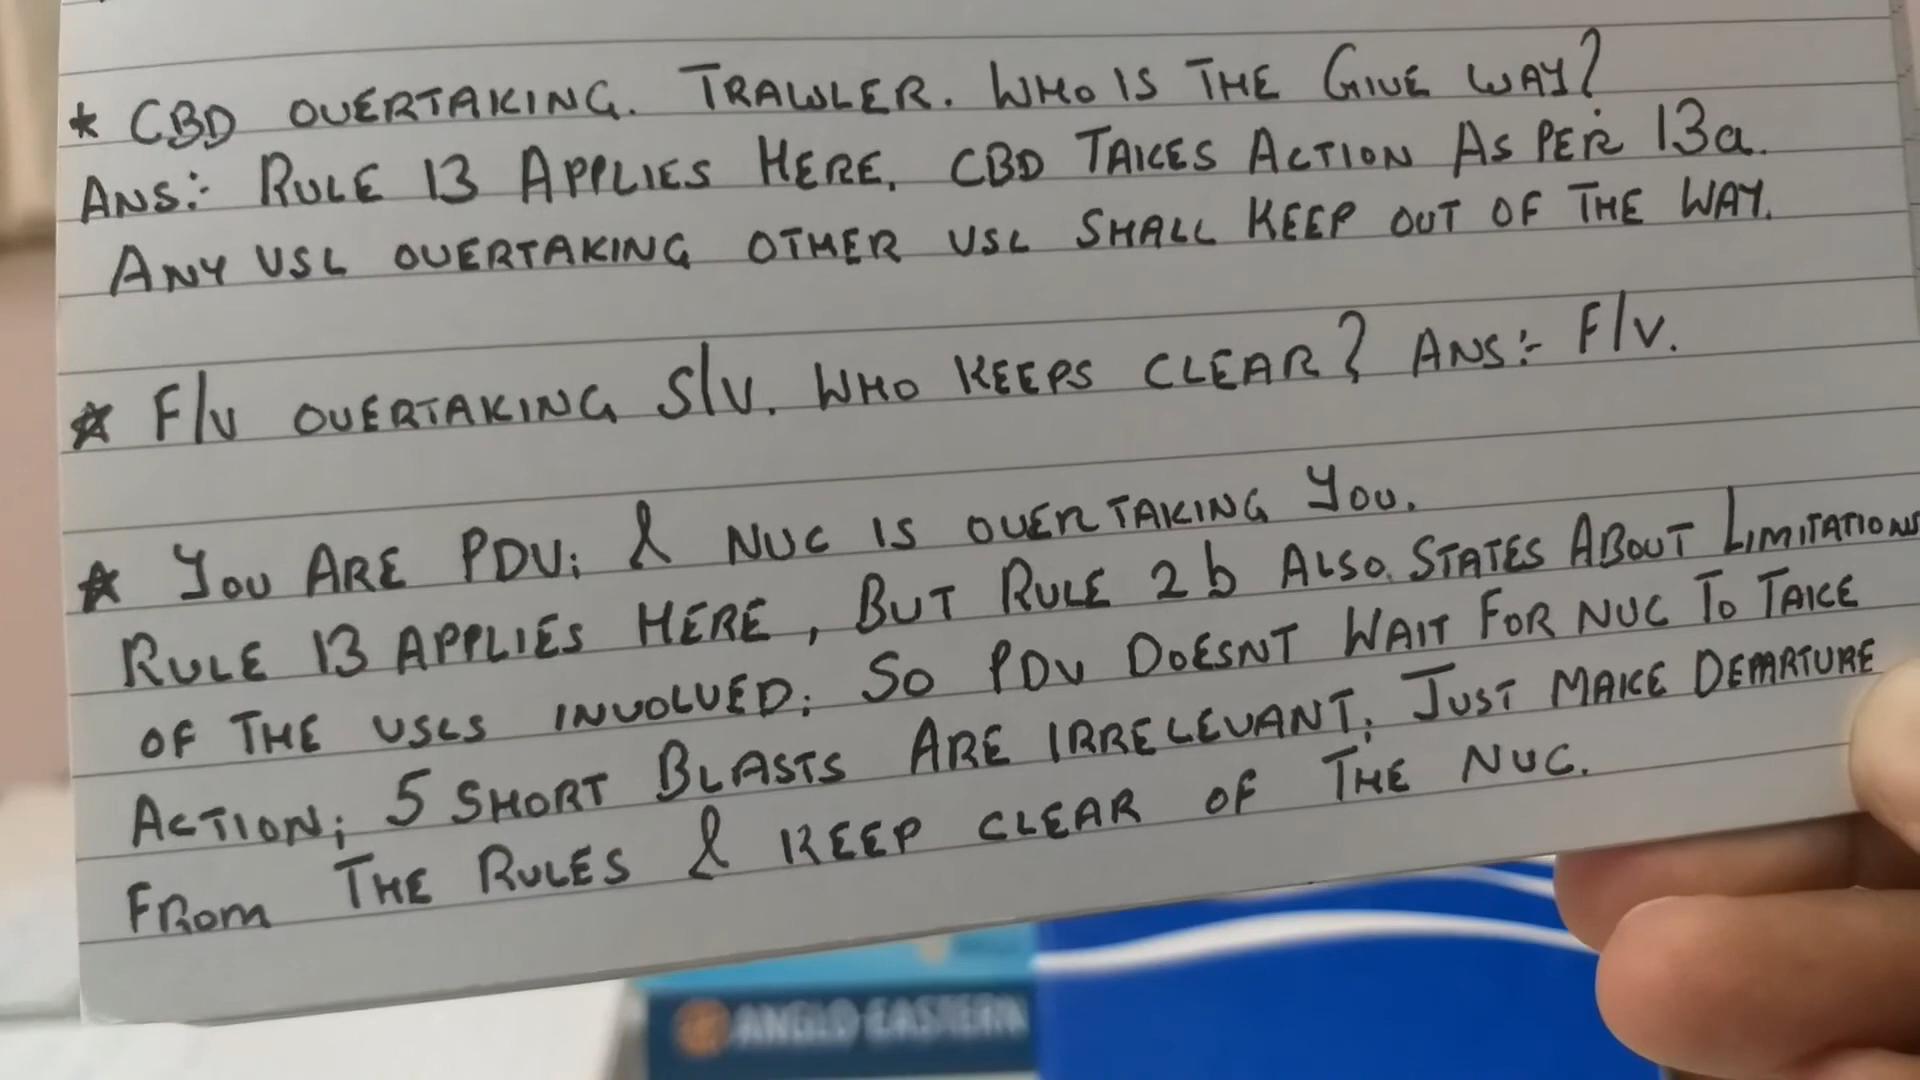 * CBD OVERTAKING. TRAWLER. WHO IS THE GIVE WAY?
ANS:- RULE 13 APPLIES HERE. CBD TAKES ACTION AS PER 13a.
ANY VSL OVERTAKING OTHER VSL SHALL KEEP OUT OF THE WAY.
* F/V OVERTAKING S/V. WHO KEEPS CLEAR? ANS:- F/V.
* YOU ARE PDV; & NUC IS OVERTAKING YOU.
RULE 13 APPLIES HERE, BUT RULE 2b ALSO STATES ABOUT LIMITATIONS
OF THE VSLS INVOLVED; SO PDV DOESNT WAIT FOR NUC TO TAKE
ACTION; 5 SHORT BLASTS ARE IRRELEVANT; JUST MAKE DEPARTURE
FROM THE RULES & KEEP CLEAR OF THE NUC.
ANGLO-EASTERN